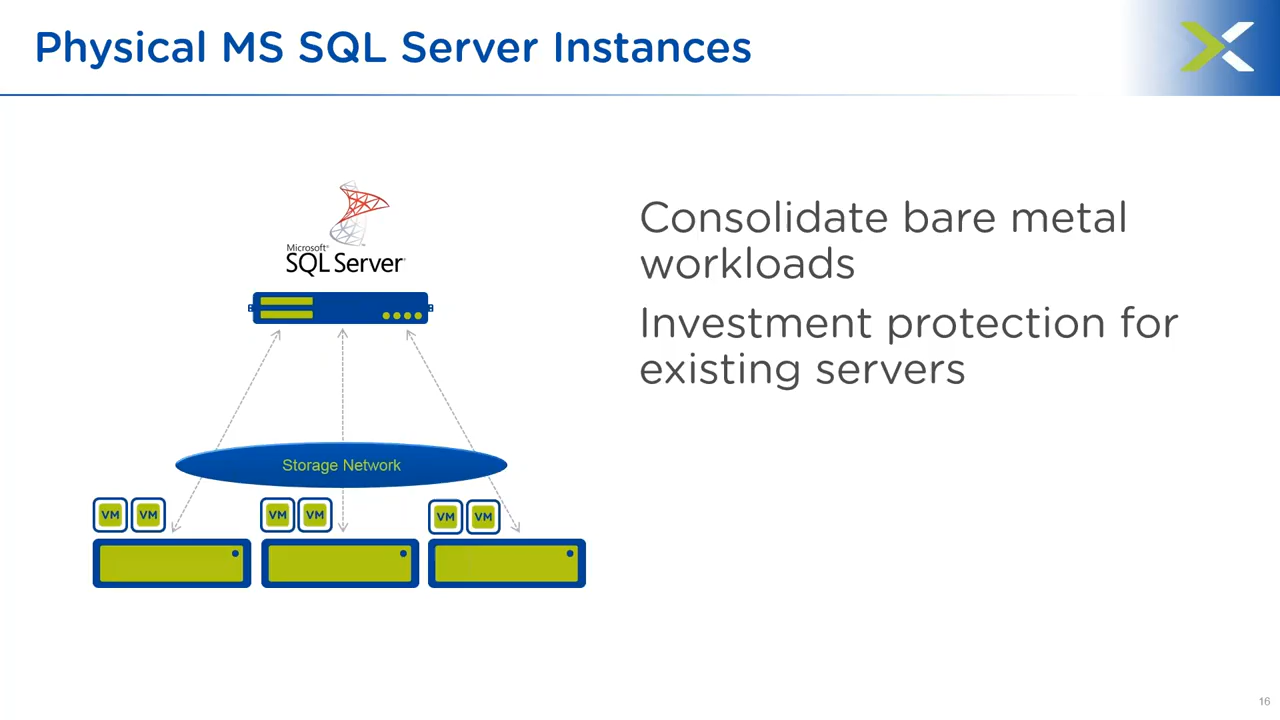 Physical MS SQL Server Instances
Microsoft®
SQL Server
Consolidate bare metal
workloads
Investment protection for
existing servers
Storage Network
VM VM VM VM VM VM
16